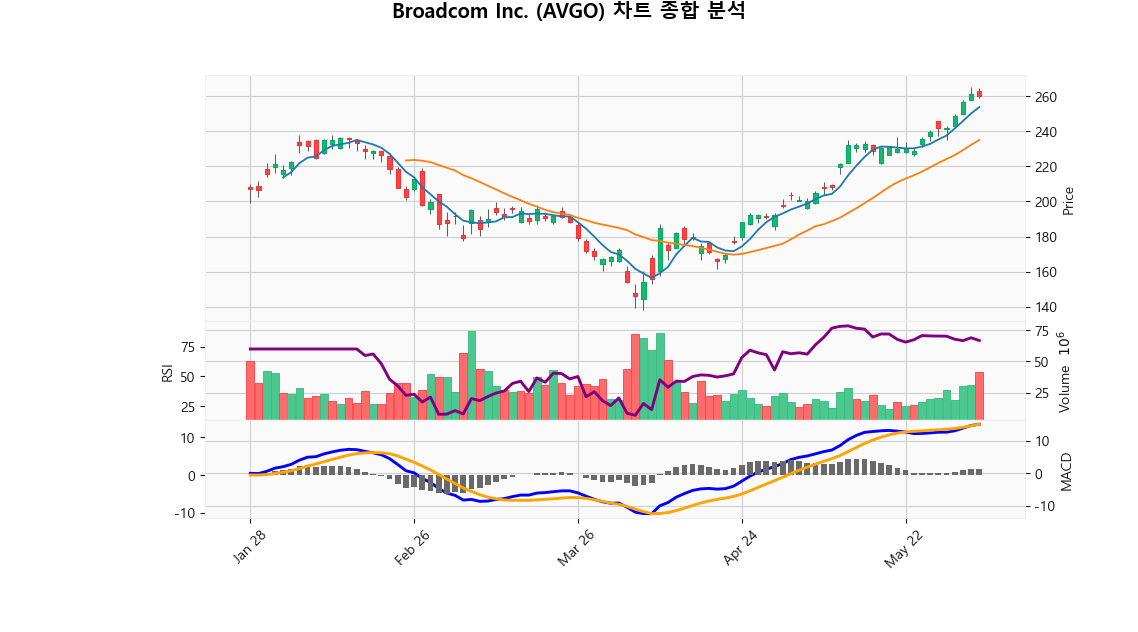 Broadcom Inc. (AVGO) 차트 종합 분석
260
240
220
200
180
160
140
Price
75
50
25
RSI
75
50
25
Volume 10⁶
10
0
-10
10
0
-10
MACD
Jan 28
Feb 26
Mar 26
Apr 24
May 22